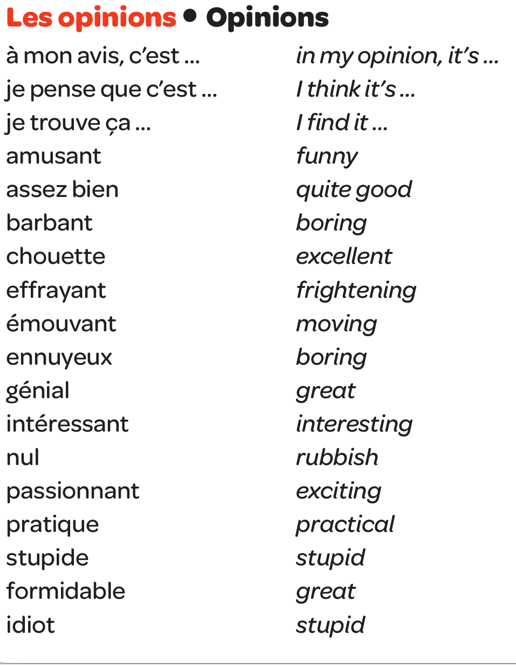 Les opinions • Opinions
à mon avis, c’est ... in my opinion, it’s ...
je pense que c’est ... I think it’s ...
je trouve ça ... I find it ...
amusant funny
assez bien quite good
barbant boring
chouette excellent
effrayant frightening
émouvant moving
ennuyeux boring
génial great
intéressant interesting
nul rubbish
passionnant exciting
pratique practical
stupide stupid
formidable great
idiot stupid